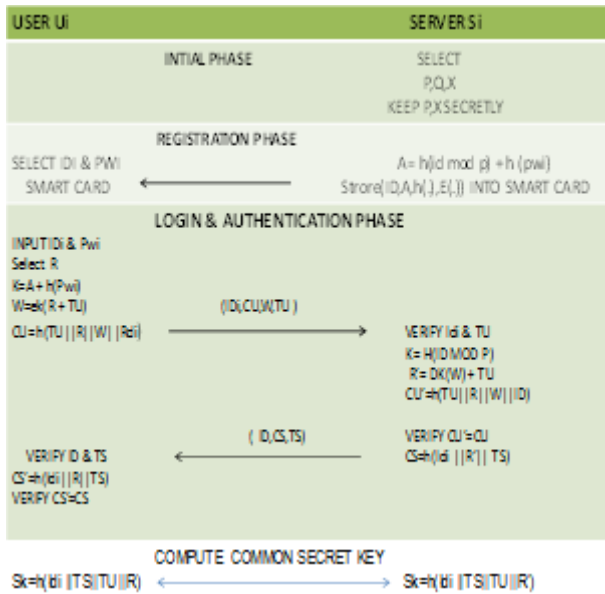 USER Ui SERVER Si
INTIAL PHASE SELECT
P,Q,X
KEEP P,X SECRETLY
REGISTRATION PHASE
SELECT IDI & PWI A= h(id mod p) + h (pwi)
SMART CARD Strore(ID,A,h(.),E(.)) INTO SMART CARD
LOGIN & AUTHENTICATION PHASE
INPUT IDi & Pwi
Select R
K=A + h(Pwi)
W=ek(R + TU) (IDi,CU,W,TU )
CU=h(TU||R||W|| VERIFY Idi & TU
K= H(ID MOD P)
R'= DK(W)+ TU
CU'=h(TU||R||W||ID)
( ID,CS,TS) VERIFY CU'=CU
VERIFY ID & TS CS=h(Idi ||R'|| TS)
CS'=h(Idi||R||TS)
VERIFY CS'=CS
COMPUTE COMMON SECRET KEY
Sk=h(Idi ||TS||TU||R) Sk=h(Idi ||TS||TU||R')